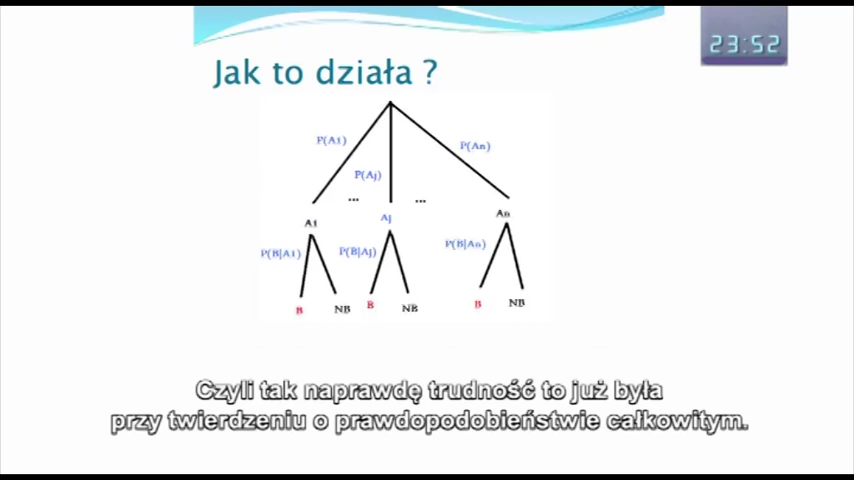 23:52
Jak to działa ?
P(A1)
P(An)
P(Aj)
... ...
A1 Aj An
P(B|A1) P(B|Aj) P(B|An)
B NB B NB B NB
Czyli tak naprawdę trudność to już była
przy twierdzeniu o prawdopodobieństwie całkowitym.